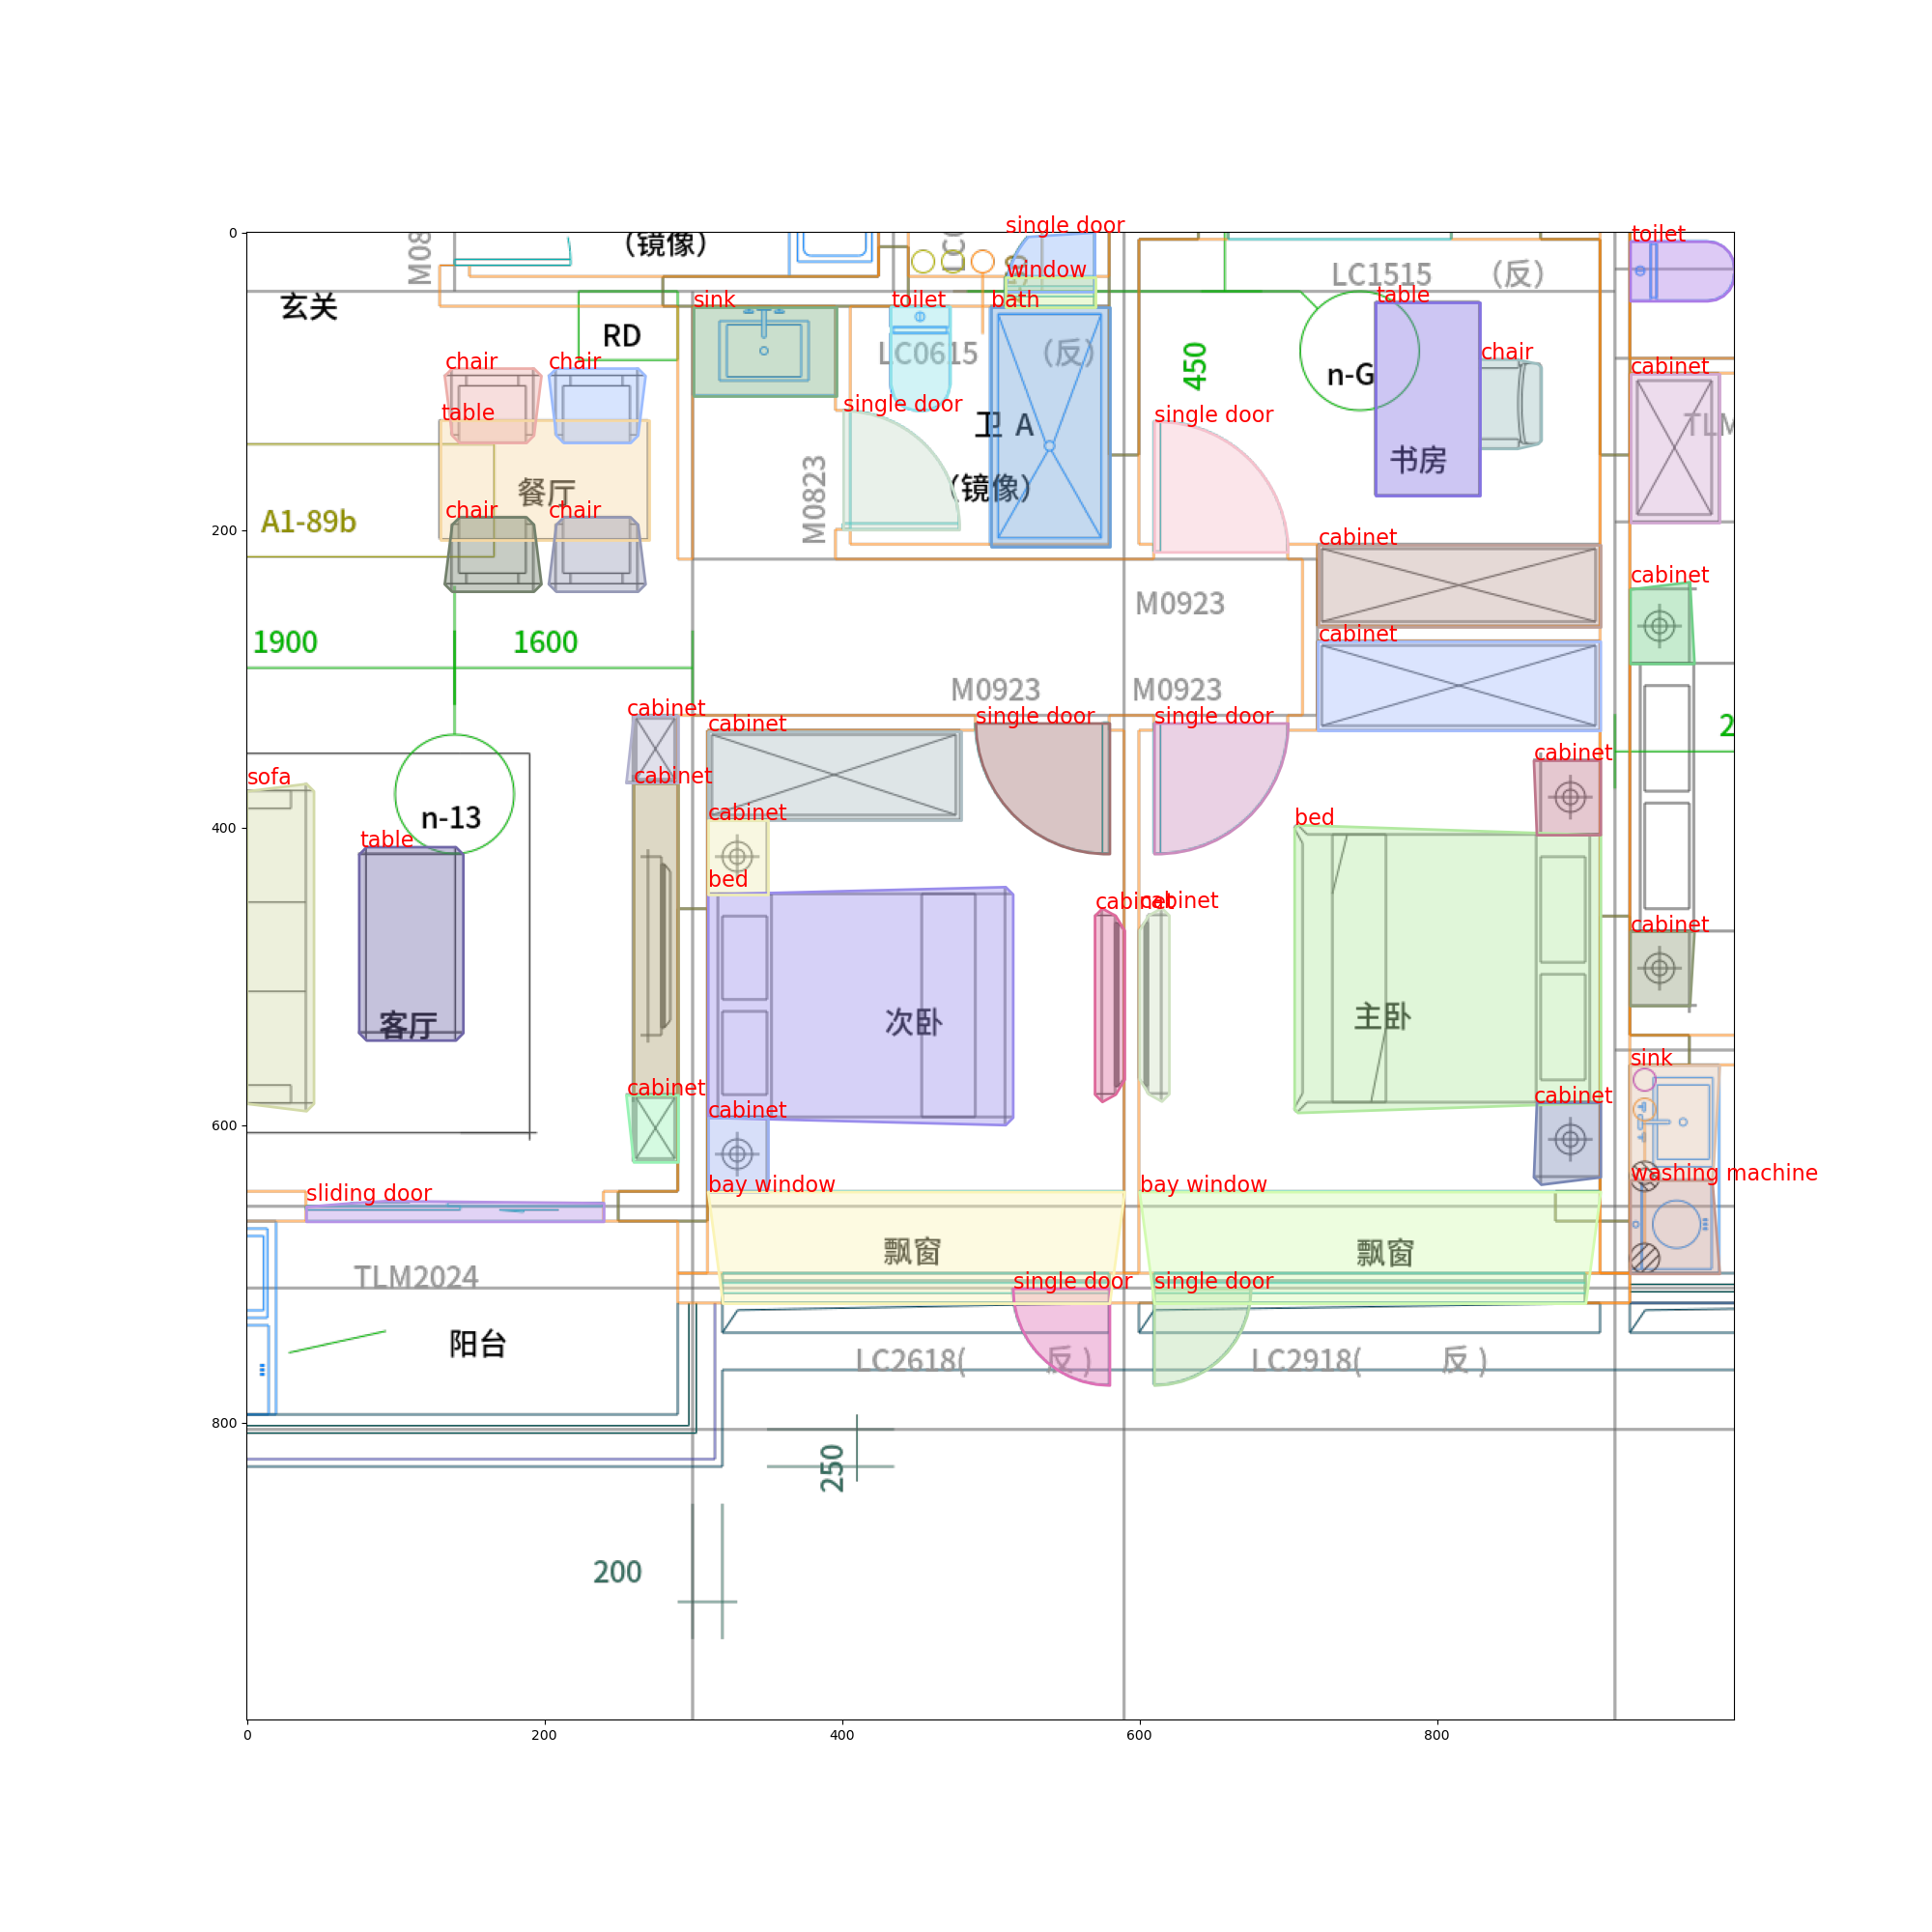 0
200
400
600
800
0
200
400
600
800
single door
toilet
M08
（镜像）
LC1515
（反）
window
玄关
sink
toilet
bath
table
RD
LC0615
（反）
450
n-G
chair
chair
chair
cabinet
table
single door
single door
卫 A
TLM
书房
餐厅
M0823
（镜像）
chair
chair
A1-89b
cabinet
cabinet
M0923
1900
1600
cabinet
M0923
M0923
cabinet
cabinet
single door
single door
2
cabinet
cabinet
sofa
n-13
cabinet
table
bed
bed
cabinet
cabinet
cabinet
客厅
次卧
主卧
sink
cabinet
cabinet
cabinet
washing machine
sliding door
bay window
bay window
飘窗
飘窗
TLM2024
single door
single door
阳台
LC2618(
反 )
LC2918(
反 )
250
200